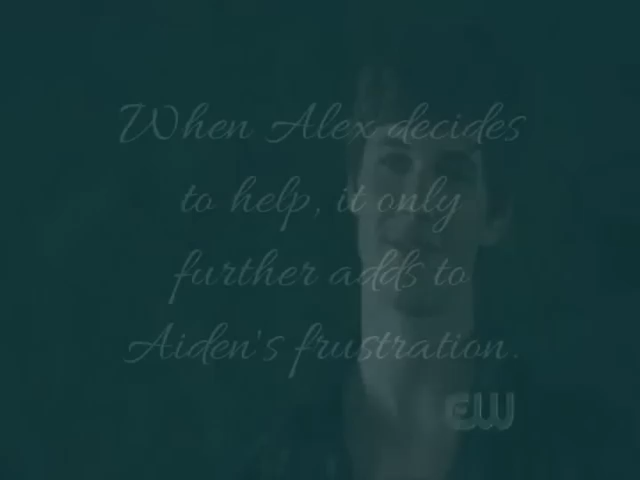 When Alex decides
to help, it only
further adds to
Aiden's frustration.
CW